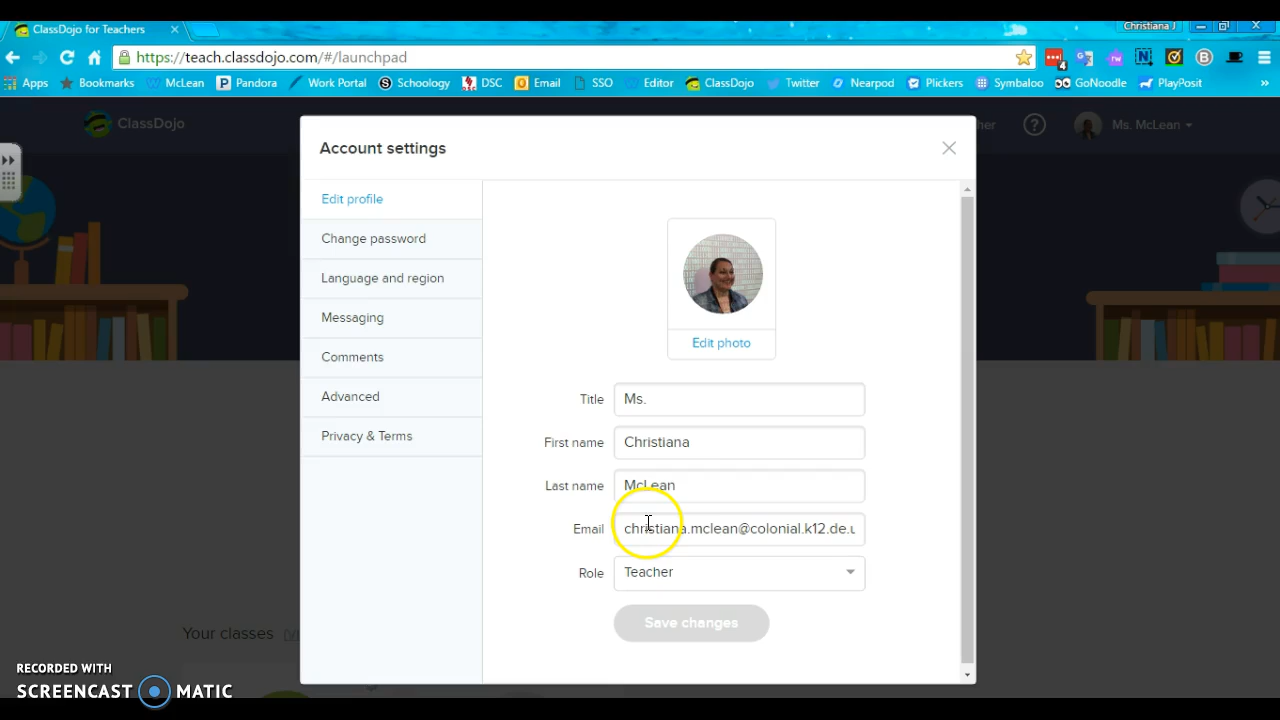 ClassDojo for Teachers
Christiana J
https://teach.classdojo.com/#/launchpad
4
Apps Bookmarks McLean Pandora Work Portal Schoology DSC Email SSO Editor ClassDojo Twitter Nearpod Plickers Symbaloo GoNoodle PlayPosit »
ClassDojo
her ? Ms. McLean
Account settings
Edit profile
Change password
Language and region
Messaging
Comments
Advanced
Privacy & Terms
Edit photo
Title Ms.
First name Christiana
Last name McLean
Email christiana.mclean@colonial.k12.de.u
Role Teacher
Save changes
Your classes
RECORDED WITH
SCREENCAST MATIC